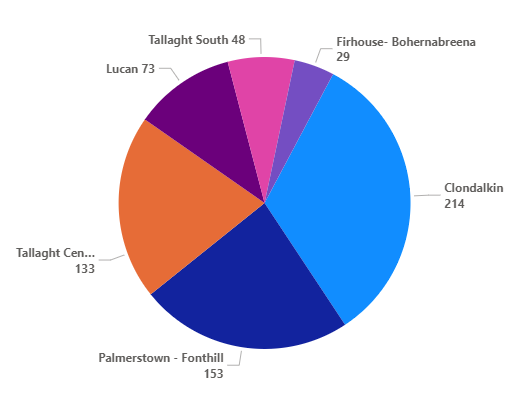 Tallaght South 48
Firhouse- Bohernabreena
29
Lucan 73
Clondalkin
214
Tallaght Cen...
133
Palmerstown - Fonthill
153